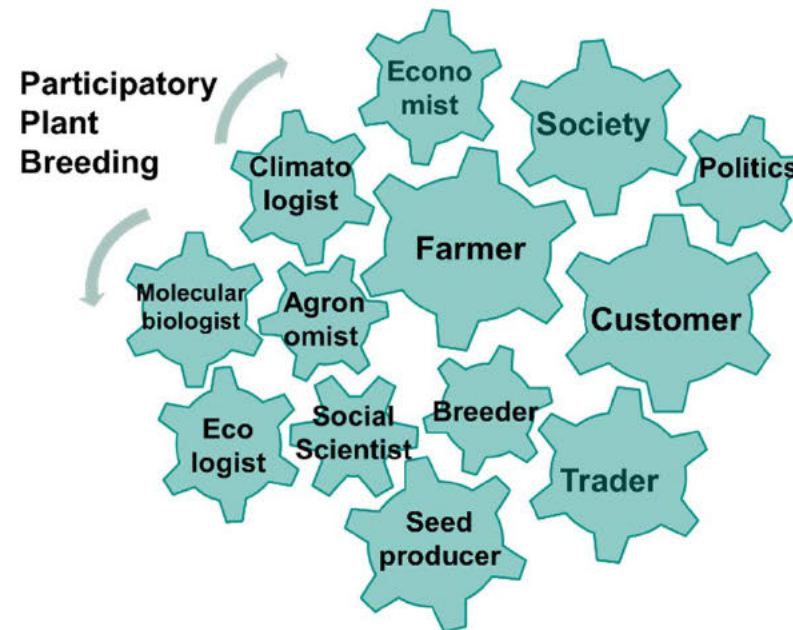 Participatory
Plant
Breeding
Econo
mist
Society
Politics
Climato
logist
Farmer
Molecular
biologist
Agron
omist
Customer
Eco
logist
Social
Scientist
Breeder
Trader
Seed
producer